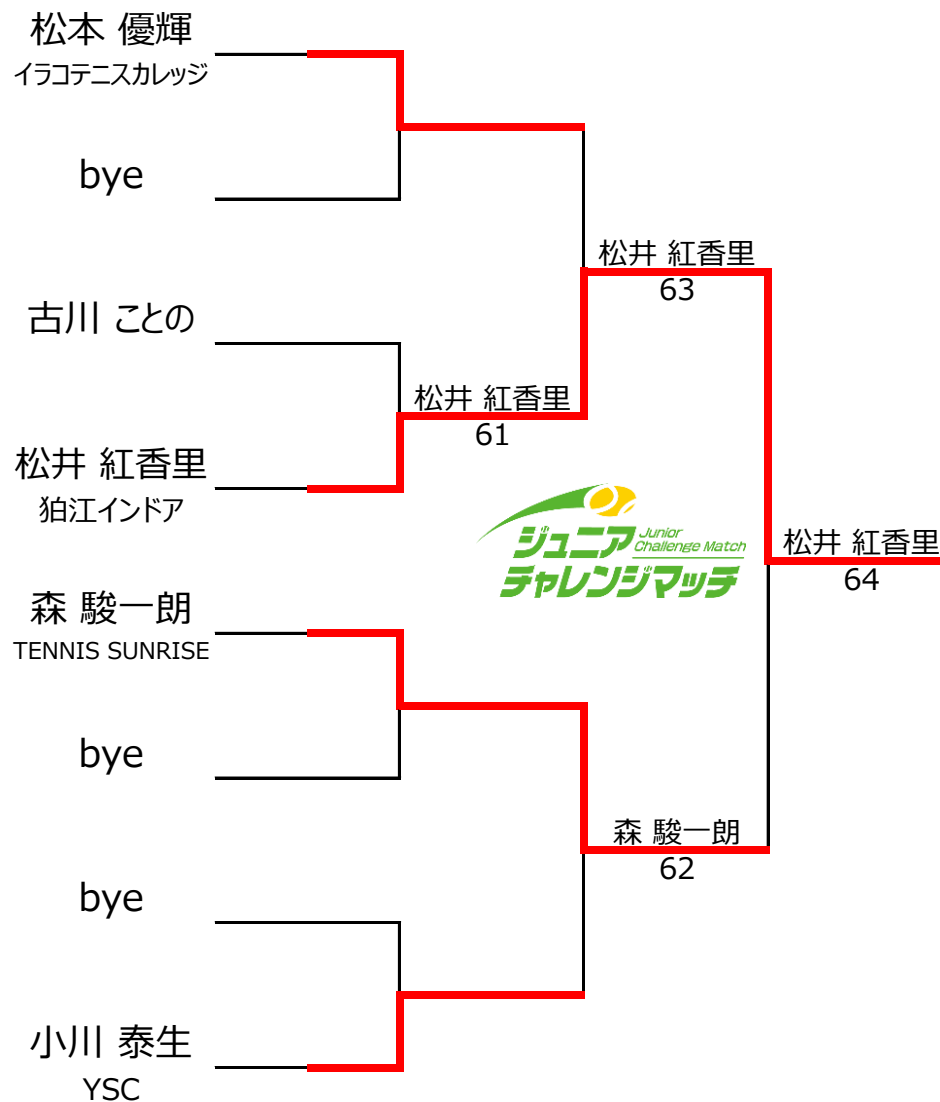 松本 優輝
イラコテニスカレッジ
bye
松井 紅香里
63
古川 ことの
松井 紅香里
61
松井 紅香里
狛江インドア
ジュニア
Junior
Challenge Match
チャレンジマッチ
松井 紅香里
64
森 駿一朗
TENNIS SUNRISE
bye
森 駿一朗
62
bye
小川 泰生
YSC